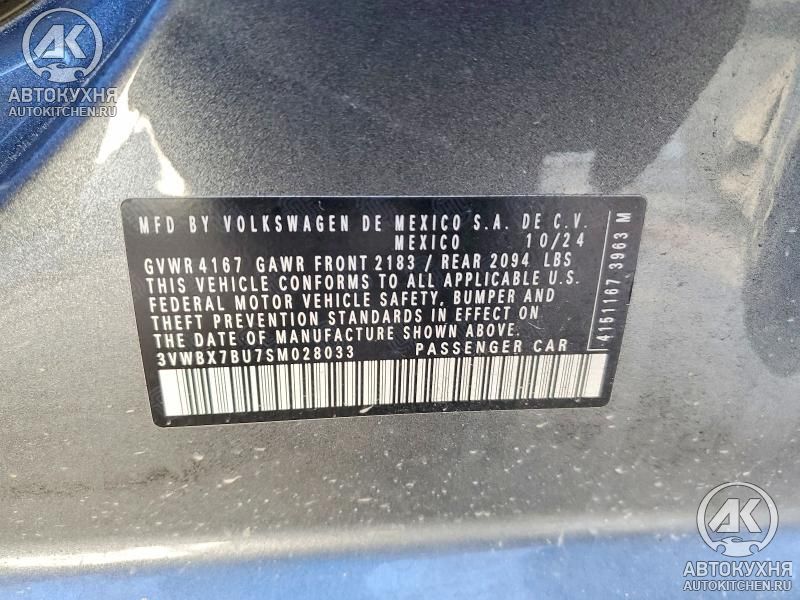 AK
АВТОКУХНЯ
AUTOKITCHEN.RU
MFD BY VOLKSWAGEN DE MEXICO S.A. DE C.V.
MEXICO 10/24
GVWR 4167 GAWR FRONT 2183 / REAR 2094 LBS
THIS VEHICLE CONFORMS TO ALL APPLICABLE U.S.
FEDERAL MOTOR VEHICLE SAFETY, BUMPER AND
THEFT PREVENTION STANDARDS IN EFFECT ON
THE DATE OF MANUFACTURE SHOWN ABOVE.
3VWBX7BU7SM028033 PASSENGER CAR
4151167 3963 M
AK
АВТОКУХНЯ
AUTOKITCHEN.RU